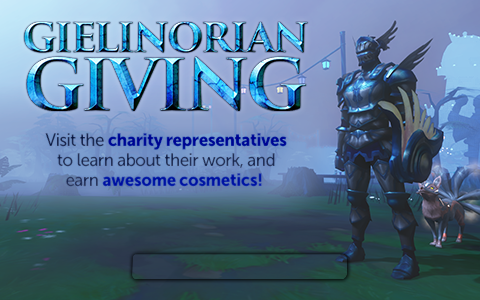 GIELINORIAN
GIVING
Visit the charity representatives
to learn about their work, and
earn awesome cosmetics!